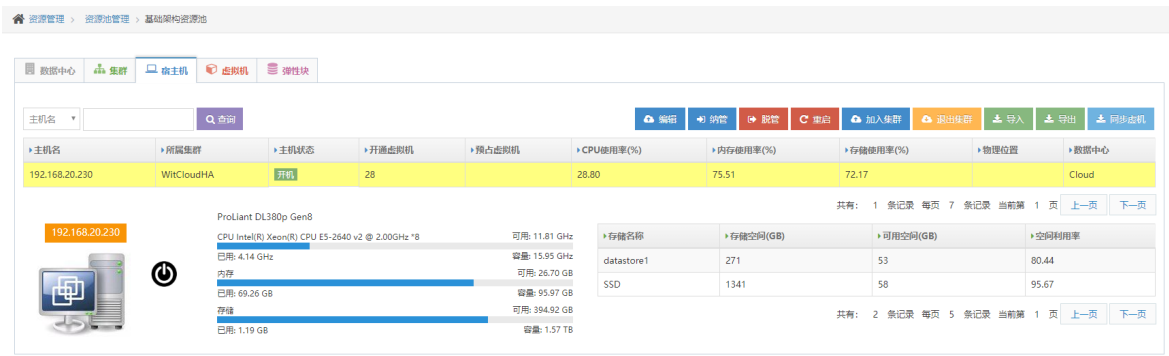 资源管理 > 资源池管理 > 基础架构资源池
数据中心 集群 宿主机 虚拟机 弹性块
主机名 查询 编辑 纳管 脱管 重启 加入集群 退出集群 导入 导出 同步虚机
主机名 所属集群 主机状态 开通虚拟机 预占虚拟机 CPU使用率(%) 内存使用率(%) 存储使用率(%) 物理位置 数据中心
192.168.20.230 WitCloudHA 开机 28 28.80 75.51 72.17 Cloud
共有: 1 条记录 每页 7 条记录 当前第 1 页 上一页 下一页
192.168.20.230
ProLiant DL380p Gen8
CPU Intel(R) Xeon(R) CPU E5-2640 v2 @ 2.00GHz *8 可用: 11.81 GHz
已用: 4.14 GHz 容量: 15.95 GHz
内存 可用: 26.70 GB
已用: 69.26 GB 容量: 95.97 GB
存储 可用: 394.92 GB
已用: 1.19 GB 容量: 1.57 TB
存储名称 存储空间(GB) 可用空间(GB) 空间利用率
datastore1 271 53 80.44
SSD 1341 58 95.67
共有: 2 条记录 每页 5 条记录 当前第 1 页 上一页 下一页